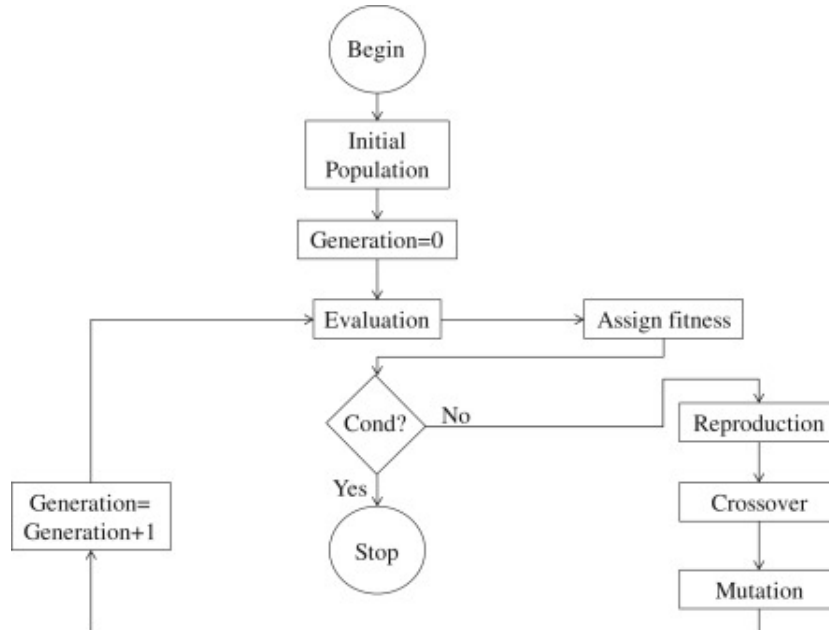 Begin
Initial
Population
Generation=0
Evaluation
Assign fitness
Cond?
No
Reproduction
Yes
Generation=
Generation+1
Crossover
Stop
Mutation